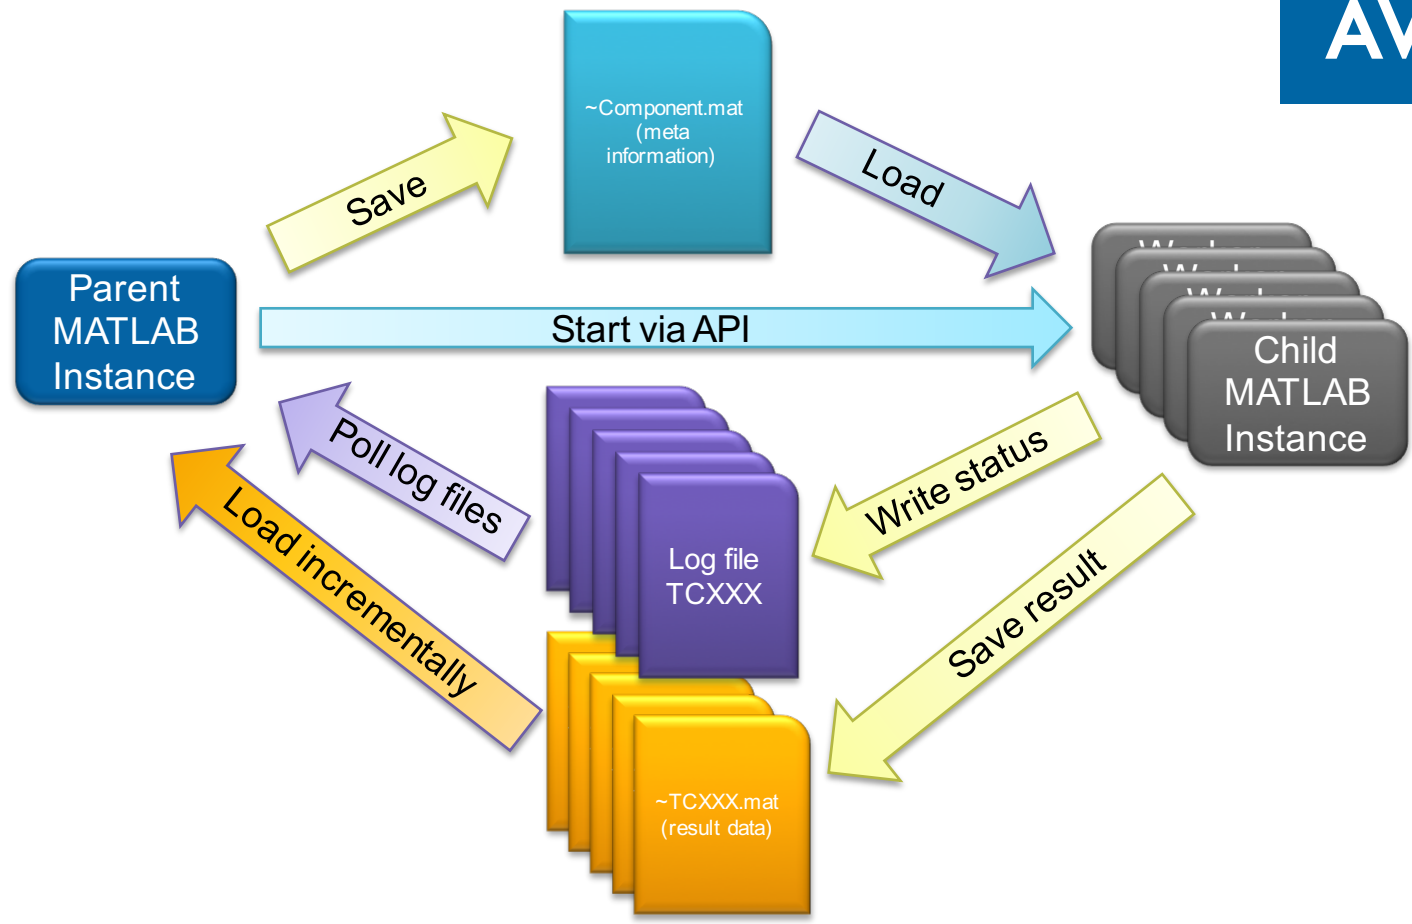 AV
~Component.mat
(meta
information)
Save
Load
Parent
MATLAB
Instance
Start via API
Child
MATLAB
Instance
Poll log files
Write status
Log file
TCXXX
Load incrementally
Save result
~TCXXX.mat
(result data)